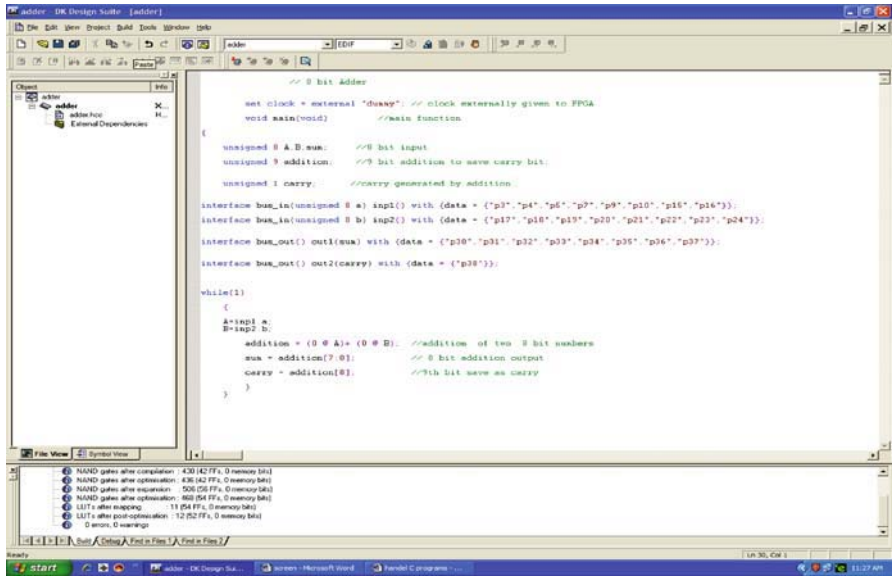 adder - DK Design Suite - [adder]
File Edit View Project Build Tools Window Help
adder EDIF
Paste
Object Info
adder
adder X...
adder.hcc H...
External Dependencies
// 8 bit Adder
set clock = external "dummy"; // clock externally given to FPGA
void main(void) //main function
{
unsigned 8 A,B,sum; //8 bit input
unsigned 9 addition; //9 bit addition to save carry bit;
unsigned 1 carry; //carry generated by addition
interface bus_in(unsigned 8 a) inp1() with {data = {"p3","p4","p6","p7","p9","p10","p15","p16"}};
interface bus_in(unsigned 8 b) inp2() with {data = {"p17","p18","p19","p20","p21","p22","p23","p24"}};
interface bus_out() out1(sum) with {data = {"p30","p31","p32","p33","p34","p35","p36","p37"}};
interface bus_out() out2(carry) with {data = {"p38"}};
while(1)
{
A=inp1.a;
B=inp2.b;
addition = (0 @ A)+ (0 @ B); //addition of two 8 bit numbers
sum = addition[7:0]; // 8 bit addition output
carry = addition[8]; //9th bit save as carry
}
}
File View Symbol View
NAND gates after compilation : 430 (42 FFs, 0 memory bits)
NAND gates after optimisation : 436 (42 FFs, 0 memory bits)
NAND gates after expansion : 506 (56 FFs, 0 memory bits)
NAND gates after optimisation : 468 (54 FFs, 0 memory bits)
LUTs after mapping : 11 (54 FFs, 0 memory bits)
LUTs after post-optimisation : 12 (52 FFs, 0 memory bits)
0 errors, 0 warnings
Build Debug Find in Files 1 Find in Files 2
Ready Ln 30, Col 1
start adder - DK Design Sui... screen - Microsoft Word handel C programs - ... 11:27 AM